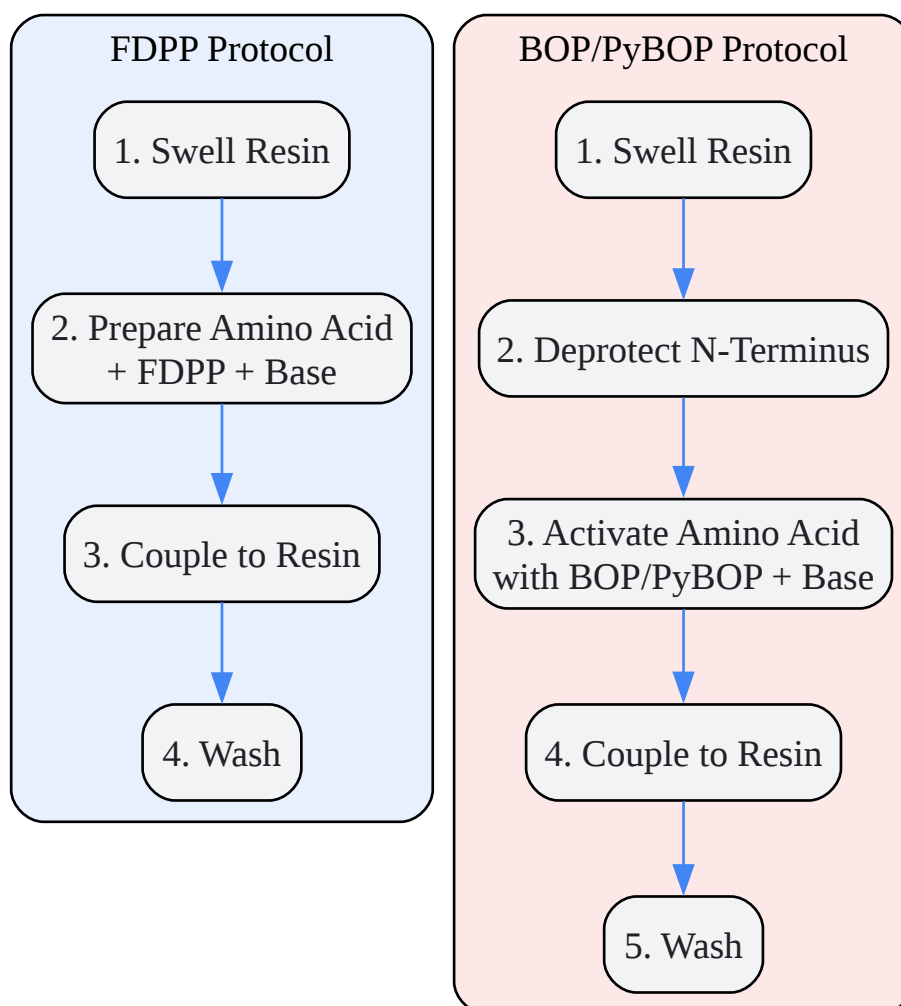 FDPP Protocol
1. Swell Resin
2. Prepare Amino Acid
+ FDPP + Base
3. Couple to Resin
4. Wash
BOP/PyBOP Protocol
1. Swell Resin
2. Deprotect N-Terminus
3. Activate Amino Acid
with BOP/PyBOP + Base
4. Couple to Resin
5. Wash